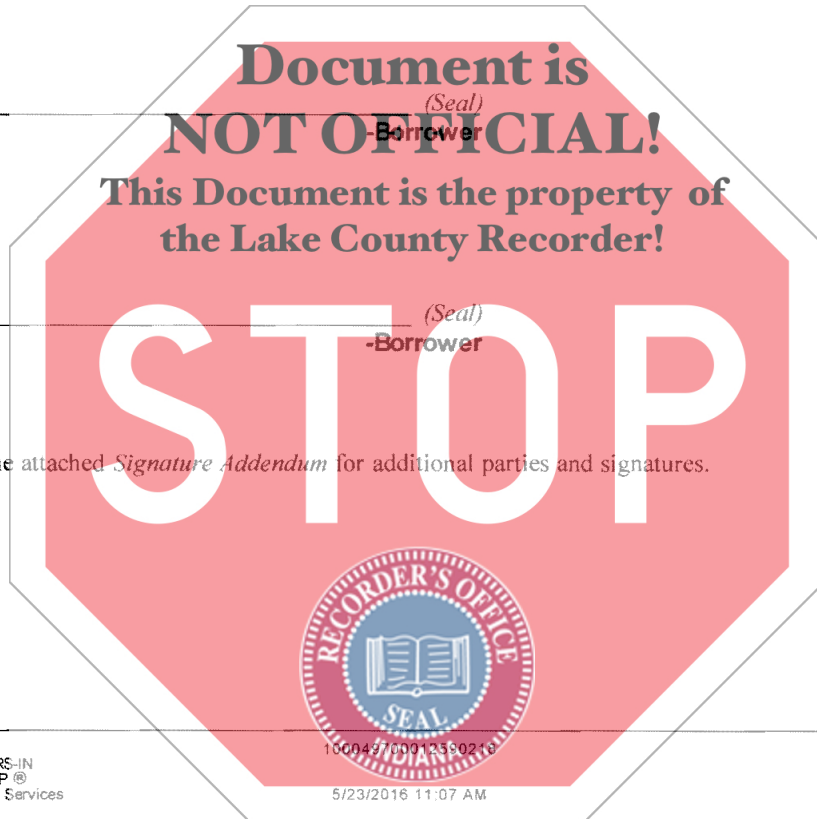 Document is
(Seal)
NOT OFFICIAL!
-Borrower
This Document is the property of
the Lake County Recorder!
(Seal)
-Borrower
STOP
e attached Signature Addendum for additional parties and signatures.
RECORDER'S OFFICE
SEAL
INDIANA
RS-IN
P ®
Services
5/23/2016 11:07 AM